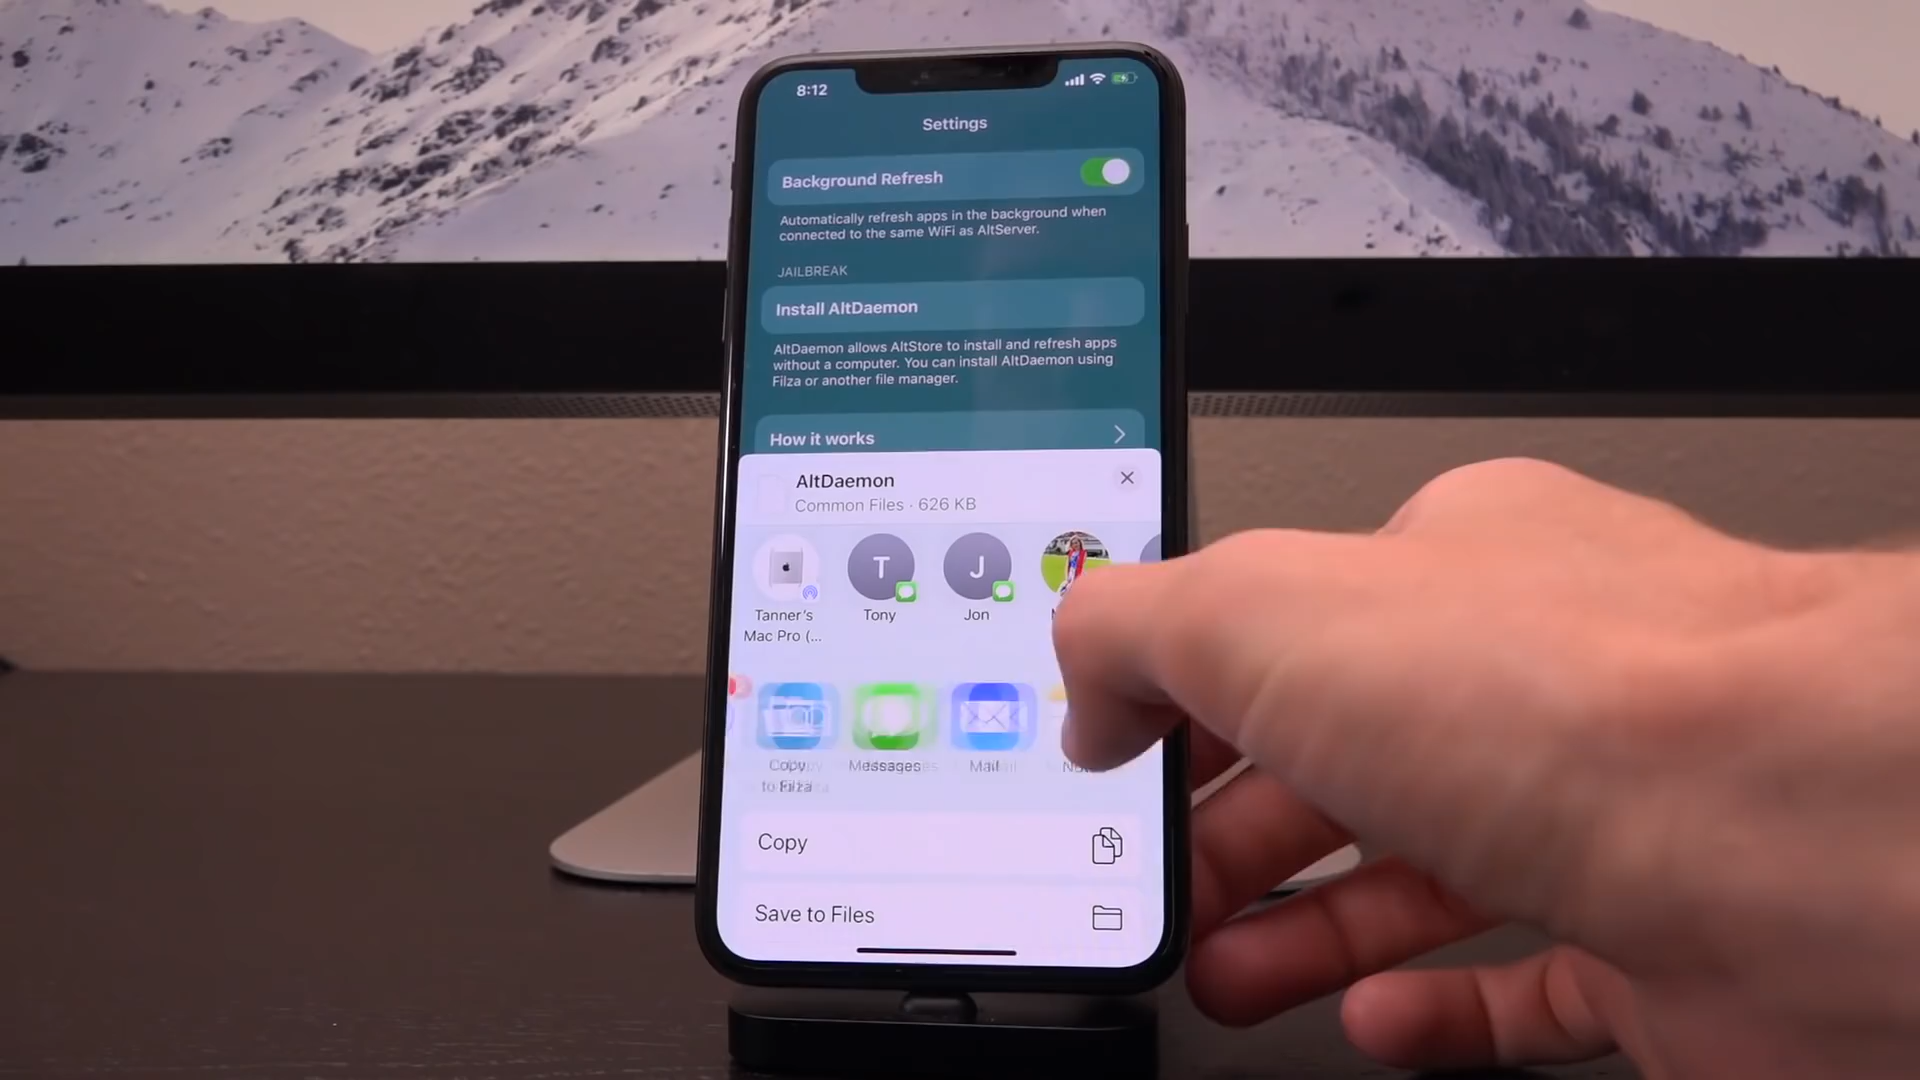 8:12
Settings
Background Refresh
Automatically refresh apps in the background when
connected to the same WiFi as AltServer.
JAILBREAK
Install AltDaemon
AltDaemon allows AltStore to install and refresh apps
without a computer. You can install AltDaemon using
Filza or another file manager.
How it works
AltDaemon
Common Files · 626 KB
T
J
Tanner's
Mac Pro (...
Tony
Jon
Copy
to Filza
Messages
Mail
Copy
Save to Files